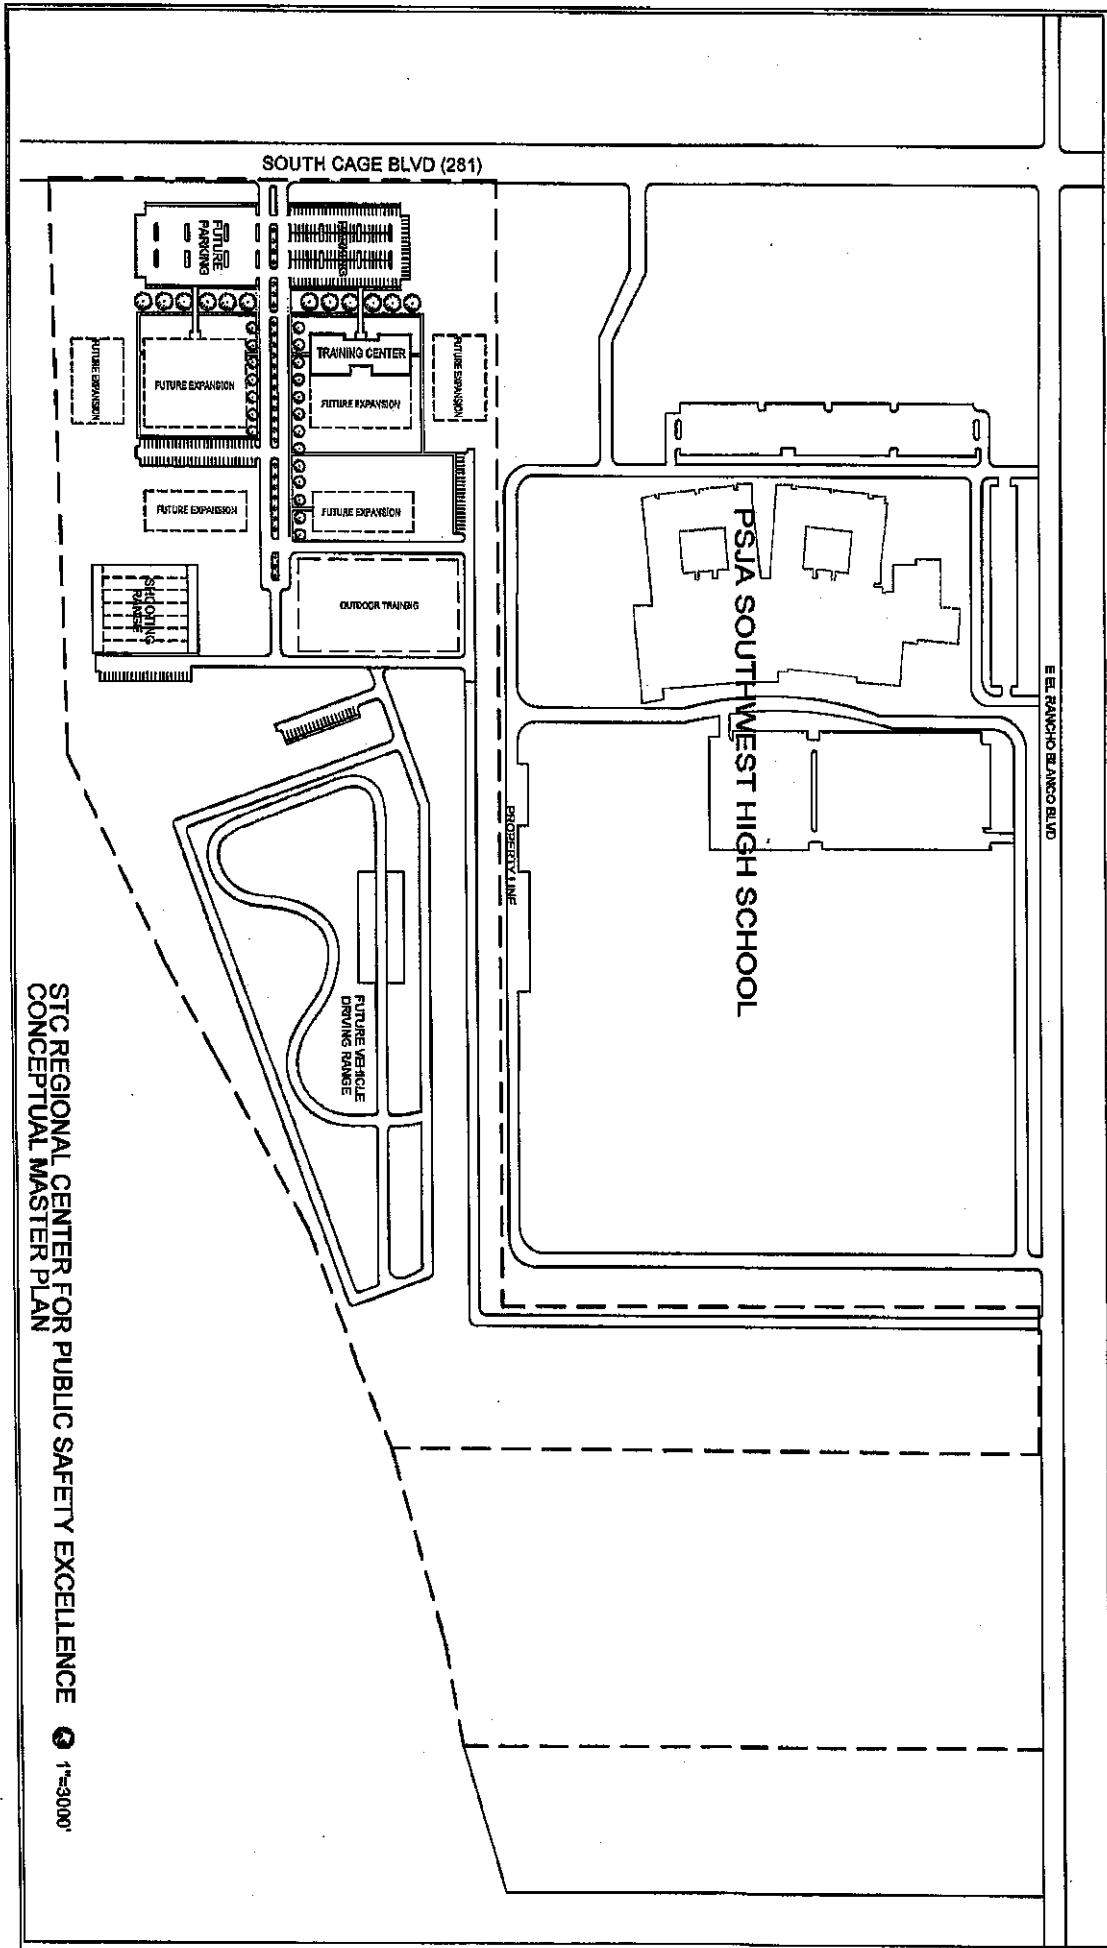 SOUTH CAGE BLVD (281)
FUTURE
PARKING
PARKING
TRAINING CENTER
FUTURE EXPANSION
FUTURE EXPANSION
FUTURE EXPANSION
FUTURE EXPANSION
FUTURE EXPANSION
FUTURE EXPANSION
SHOOTING
RANGE
OUTDOOR TRAINING
PSJA SOUTHWEST HIGH SCHOOL
E EL RANCHO BLANCO BLVD
PROPERTY LINE
FUTURE VEHICLE
DRIVING RANGE
STC REGIONAL CENTER FOR PUBLIC SAFETY EXCELLENCE
CONCEPTUAL MASTER PLAN
1"=3000'